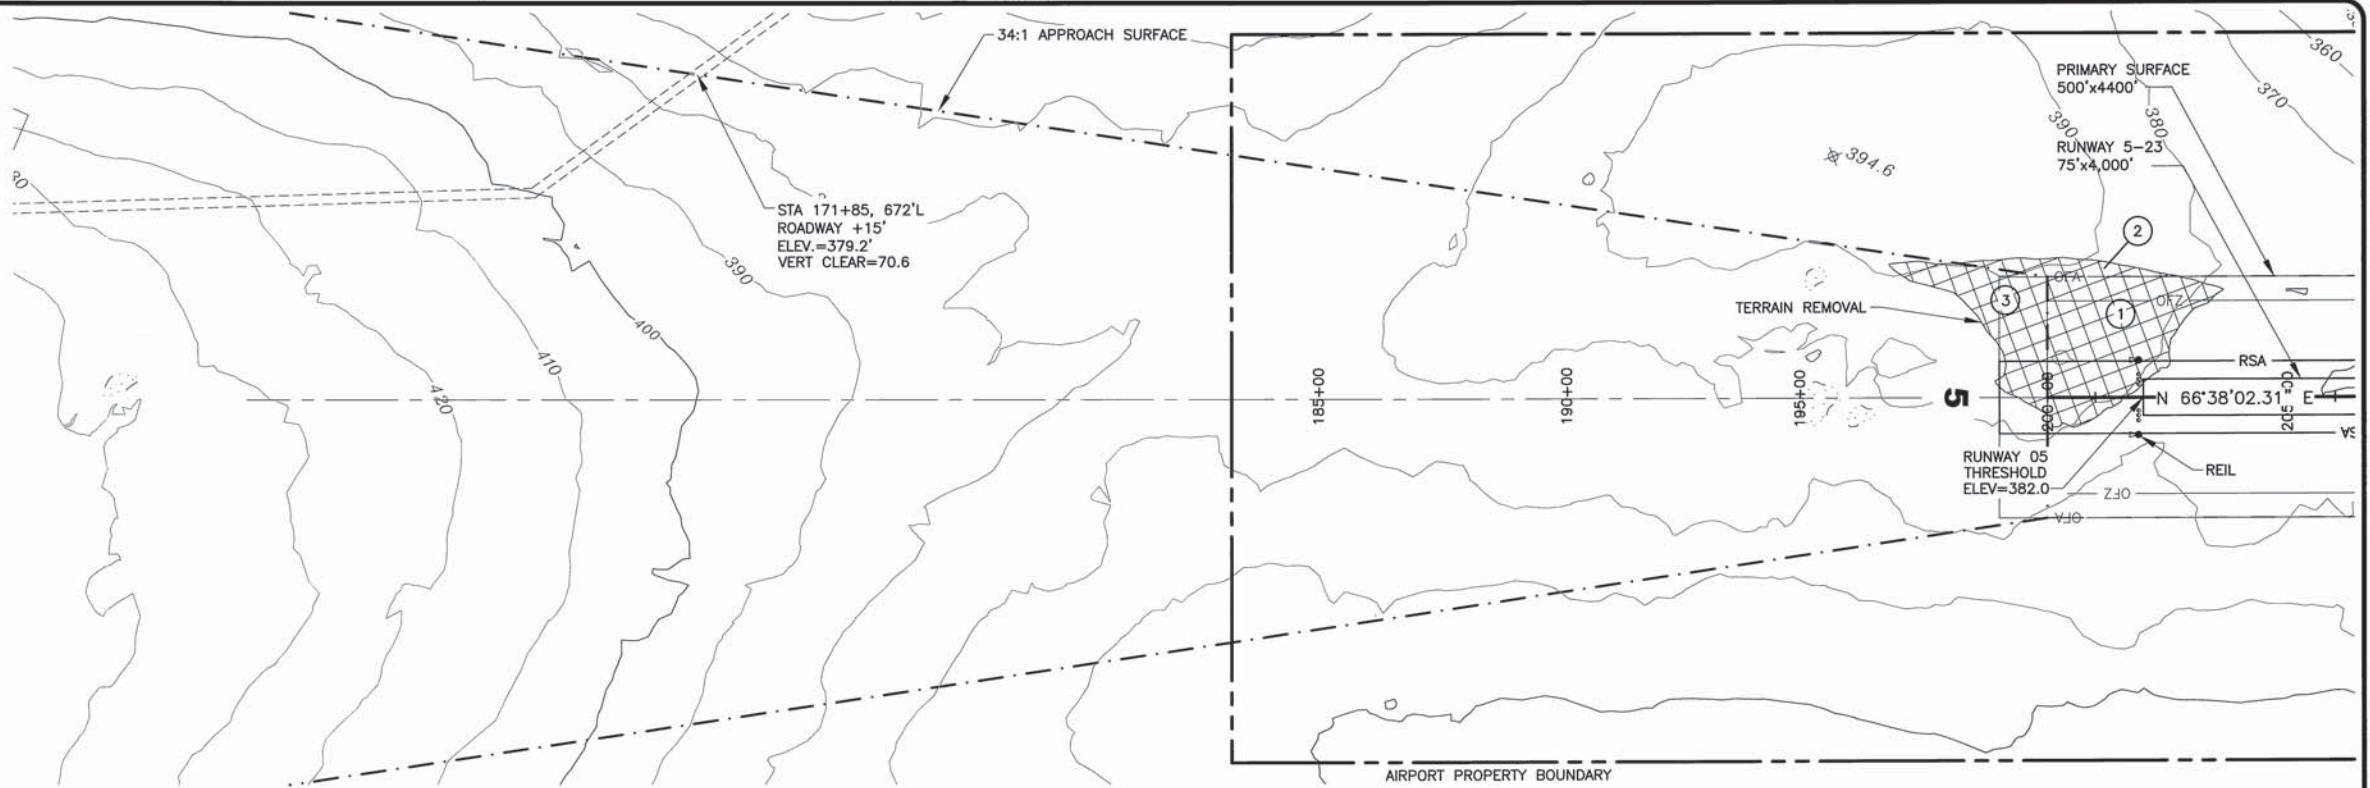 34:1 APPROACH SURFACE
360
PRIMARY SURFACE
500'x4400'
370
380
390
RUNWAY 5-23
75'x4,000'
394.6
STA 171+85, 672'L
ROADWAY +15'
ELEV.=379.2'
VERT CLEAR=70.6
2
390
OFA
3
OFZ
TERRAIN REMOVAL
1
400
410
RSA
420
185+00
190+00
195+00
5
200+00
N 66°38'02.31" E
205+00
RUNWAY 05
THRESHOLD
ELEV=382.0
REIL
OFZ
OFA
AIRPORT PROPERTY BOUNDARY